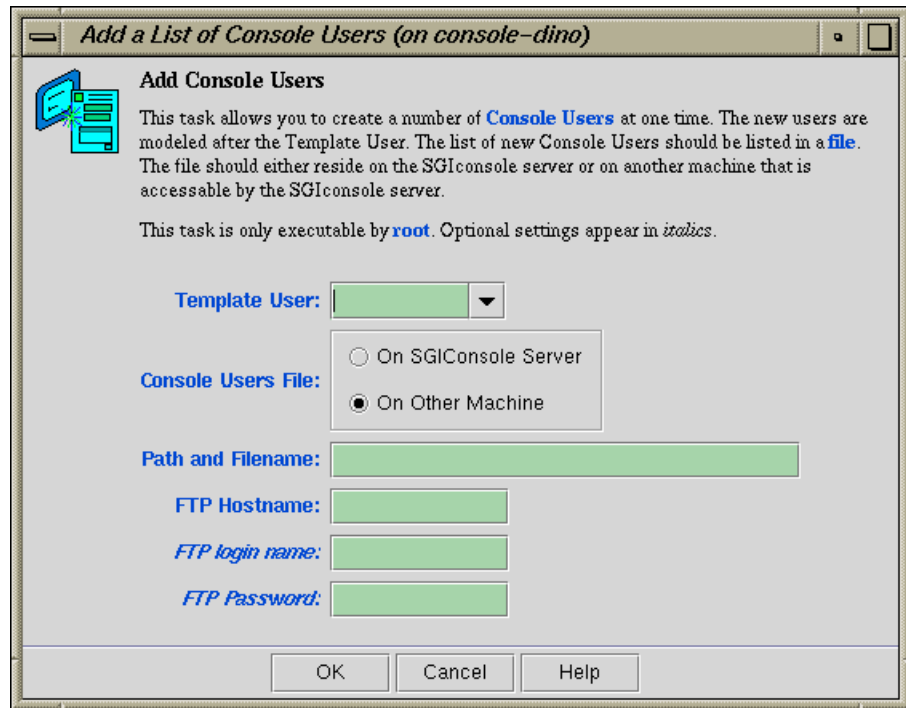 Add a List of Console Users (on console-dino)
Add Console Users
This task allows you to create a number of Console Users at one time. The new users are
modeled after the Template User. The list of new Console Users should be listed in a file.
The file should either reside on the SGIconsole server or on another machine that is
accessable by the SGIconsole server.
This task is only executable by root. Optional settings appear in italics.
Template User:
Console Users File:
On SGIConsole Server
On Other Machine
Path and Filename:
FTP Hostname:
FTP login name:
FTP Password:
OK Cancel Help